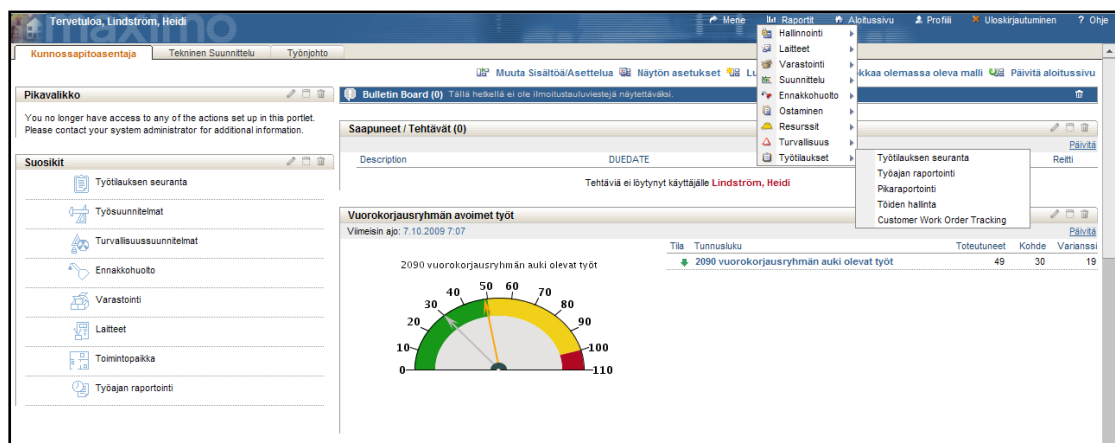 maximo
Tervetuloa, Lindström, Heidi
Mene Raportit Aloitussivu Profiili Uloskirjautuminen ? Ohje
Kunnossapitoasentaja Tekninen Suunnittelu Työnjohto
Muuta Sisältöä/Asettelua Näytön asetukset olemassa oleva malli Päivitä aloitussivu
Hallinnointi
Laitteet
Varastointi
Suunnittelu
Ennakkohuolto
Ostaminen
Resurssit
Turvallisuus
Työtilaukset
Työtilauksen seuranta
Työajan raportointi
Pikaraportointi
Töiden hallinta
Customer Work Order Tracking
Pikavalikko
You no longer have access to any of the actions set up in this portlet.
Please contact your system administrator for additional information.
Suosikit
Työtilauksen seuranta
Työsuunnitelmat
Turvallisuussuunnitelmat
Ennakkohuolto
Varastointi
Laitteet
Toimintopaikka
Työajan raportointi
Bulletin Board (0) Tällä hetkellä ei ole ilmoitustauluviestejä näytettäväksi.
Saapuneet / Tehtävät (0)
Päivitä
Description DUEDATE Reitti
Tehtäviä ei löytynyt käyttäjälle Lindström, Heidi
Vuorokorjausryhmän avoimet työt
Viimeisin ajo: 7.10.2009 7:07 Päivitä
Tila Tunnusluku Toteutuneet Kohde Varianssi
2090 vuorokorjausryhmän auki olevat työt 49 30 19
2090 vuorokorjausryhmän auki olevat työt
0 10 20 30 40 50 60 70 80 90 100 110